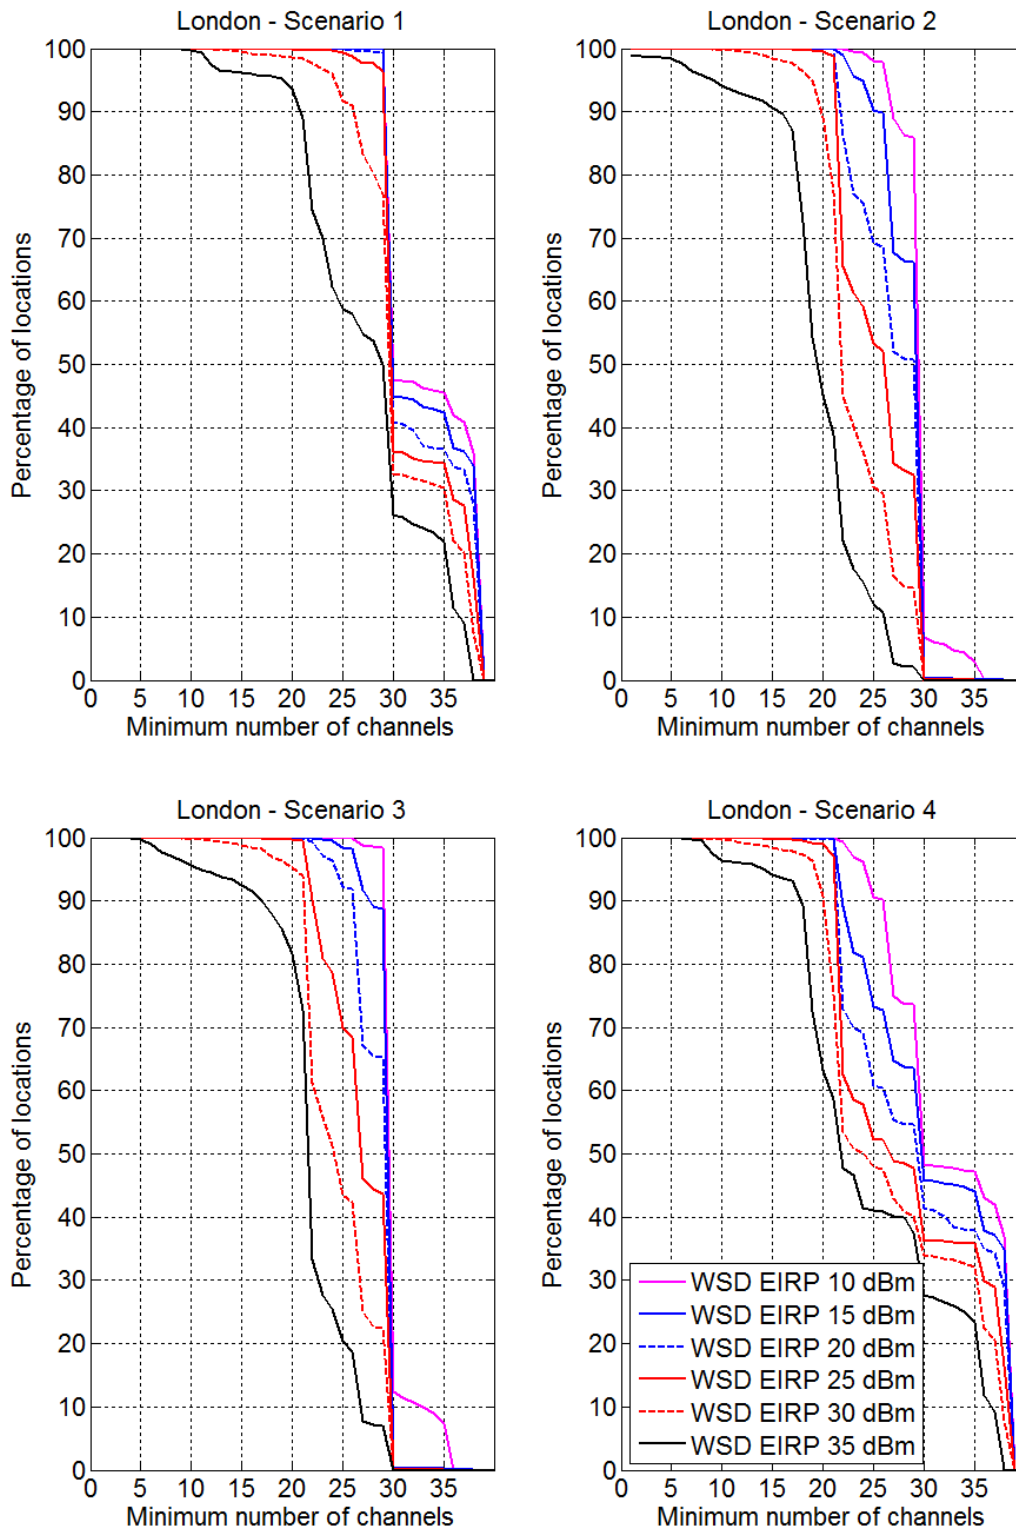 London - Scenario 1
100
90
80
70
60
50
40
30
20
10
0
Percentage of locations
0 5 10 15 20 25 30 35
Minimum number of channels
London - Scenario 2
100
90
80
70
60
50
40
30
20
10
0
Percentage of locations
0 5 10 15 20 25 30 35
Minimum number of channels
London - Scenario 3
100
90
80
70
60
50
40
30
20
10
0
Percentage of locations
0 5 10 15 20 25 30 35
Minimum number of channels
London - Scenario 4
100
90
80
70
60
50
40
30
20
10
0
Percentage of locations
WSD EIRP 10 dBm
WSD EIRP 15 dBm
WSD EIRP 20 dBm
WSD EIRP 25 dBm
WSD EIRP 30 dBm
WSD EIRP 35 dBm
0 5 10 15 20 25 30 35
Minimum number of channels